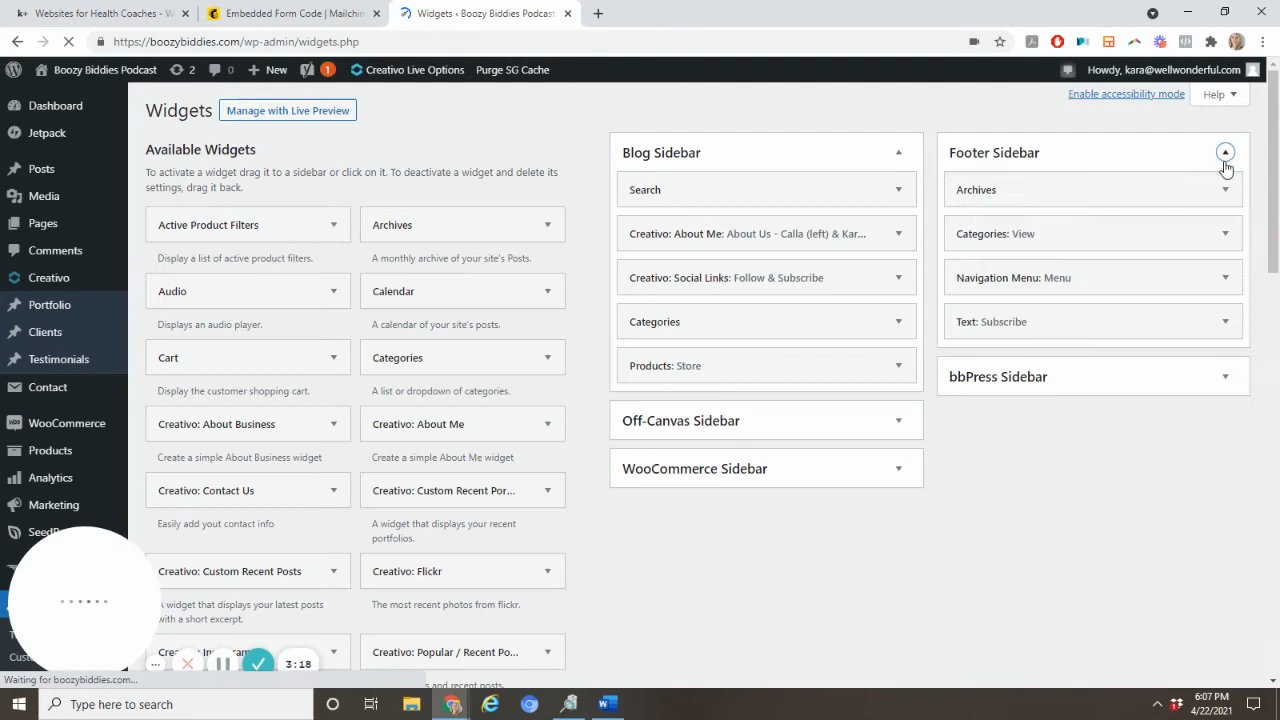 Websites for Health Coaches - W
Embedded Form Code | Mailchim
Widgets ‹ Boozy Biddies Podcast
https://boozybiddies.com/wp-admin/widgets.php
Boozy Biddies Podcast
2
0
New
1
Creativo Live Options
Purge SG Cache
Howdy, kara@wellwonderful.com
Dashboard
Jetpack
Posts
Media
Pages
Comments
Creativo
Portfolio
Clients
Testimonials
Contact
WooCommerce
Products
Analytics
Marketing
Widgets
Manage with Live Preview
Enable accessibility mode
Help
Available Widgets
To activate a widget drag it to a sidebar or click on it. To deactivate a widget and delete its
settings, drag it back.
Active Product Filters
Display a list of active product filters.
Archives
A monthly archive of your site's Posts.
Audio
Displays an audio player.
Calendar
A calendar of your site's posts.
Cart
Display the customer shopping cart.
Categories
A list or dropdown of categories.
Creativo: About Business
Create a simple About Business widget
Creativo: About Me
Create a simple About Me widget
Creativo: Contact Us
Easily add yout contact info
Creativo: Custom Recent Por...
A widget that displays your recent
portfolios.
Creativo: Custom Recent Posts
A widget that displays your latest posts
with a short excerpt.
Creativo: Flickr
The most recent photos from flickr.
Creativo: Popular / Recent Po...
and recent posts.
Blog Sidebar
Search
Creativo: About Me: About Us - Calla (left) & Kar...
Creativo: Social Links: Follow & Subscribe
Categories
Products: Store
Off-Canvas Sidebar
WooCommerce Sidebar
Footer Sidebar
Archives
Categories: View
Navigation Menu: Menu
Text: Subscribe
bbPress Sidebar
3:18
Waiting for boozybiddies.com...
Type here to search
6:07 PM
4/22/2021